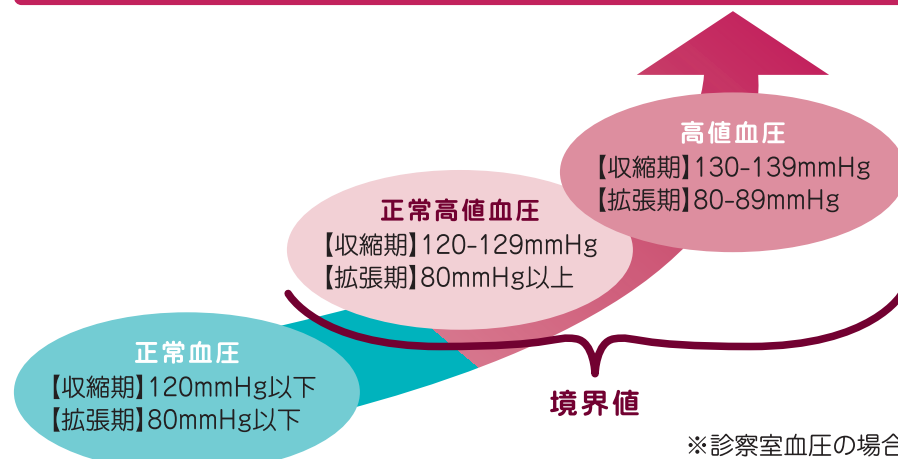 高値血圧
【収縮期】130-139mmHg
【拡張期】80-89mmHg
正常高値血圧
【収縮期】120-129mmHg
【拡張期】80mmHg以上
正常血圧
【収縮期】120mmHg以下
【拡張期】80mmHg以下
境界値
※診察室血圧の場合